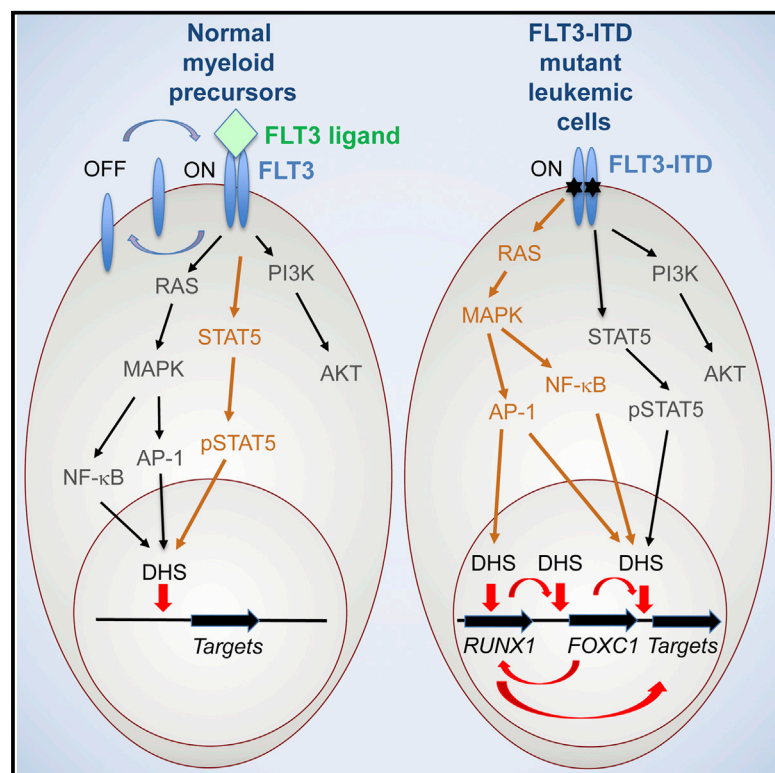 Normal
myeloid
precursors
FLT3 ligand
OFF
ON
FLT3
RAS
PI3K
STAT5
MAPK
AKT
pSTAT5
NF-κB
AP-1
DHS
Targets
FLT3-ITD
mutant
leukemic
cells
ON
FLT3-ITD
RAS
PI3K
MAPK
STAT5
NF-κB
AKT
AP-1
pSTAT5
DHS DHS DHS
RUNX1 FOXC1 Targets